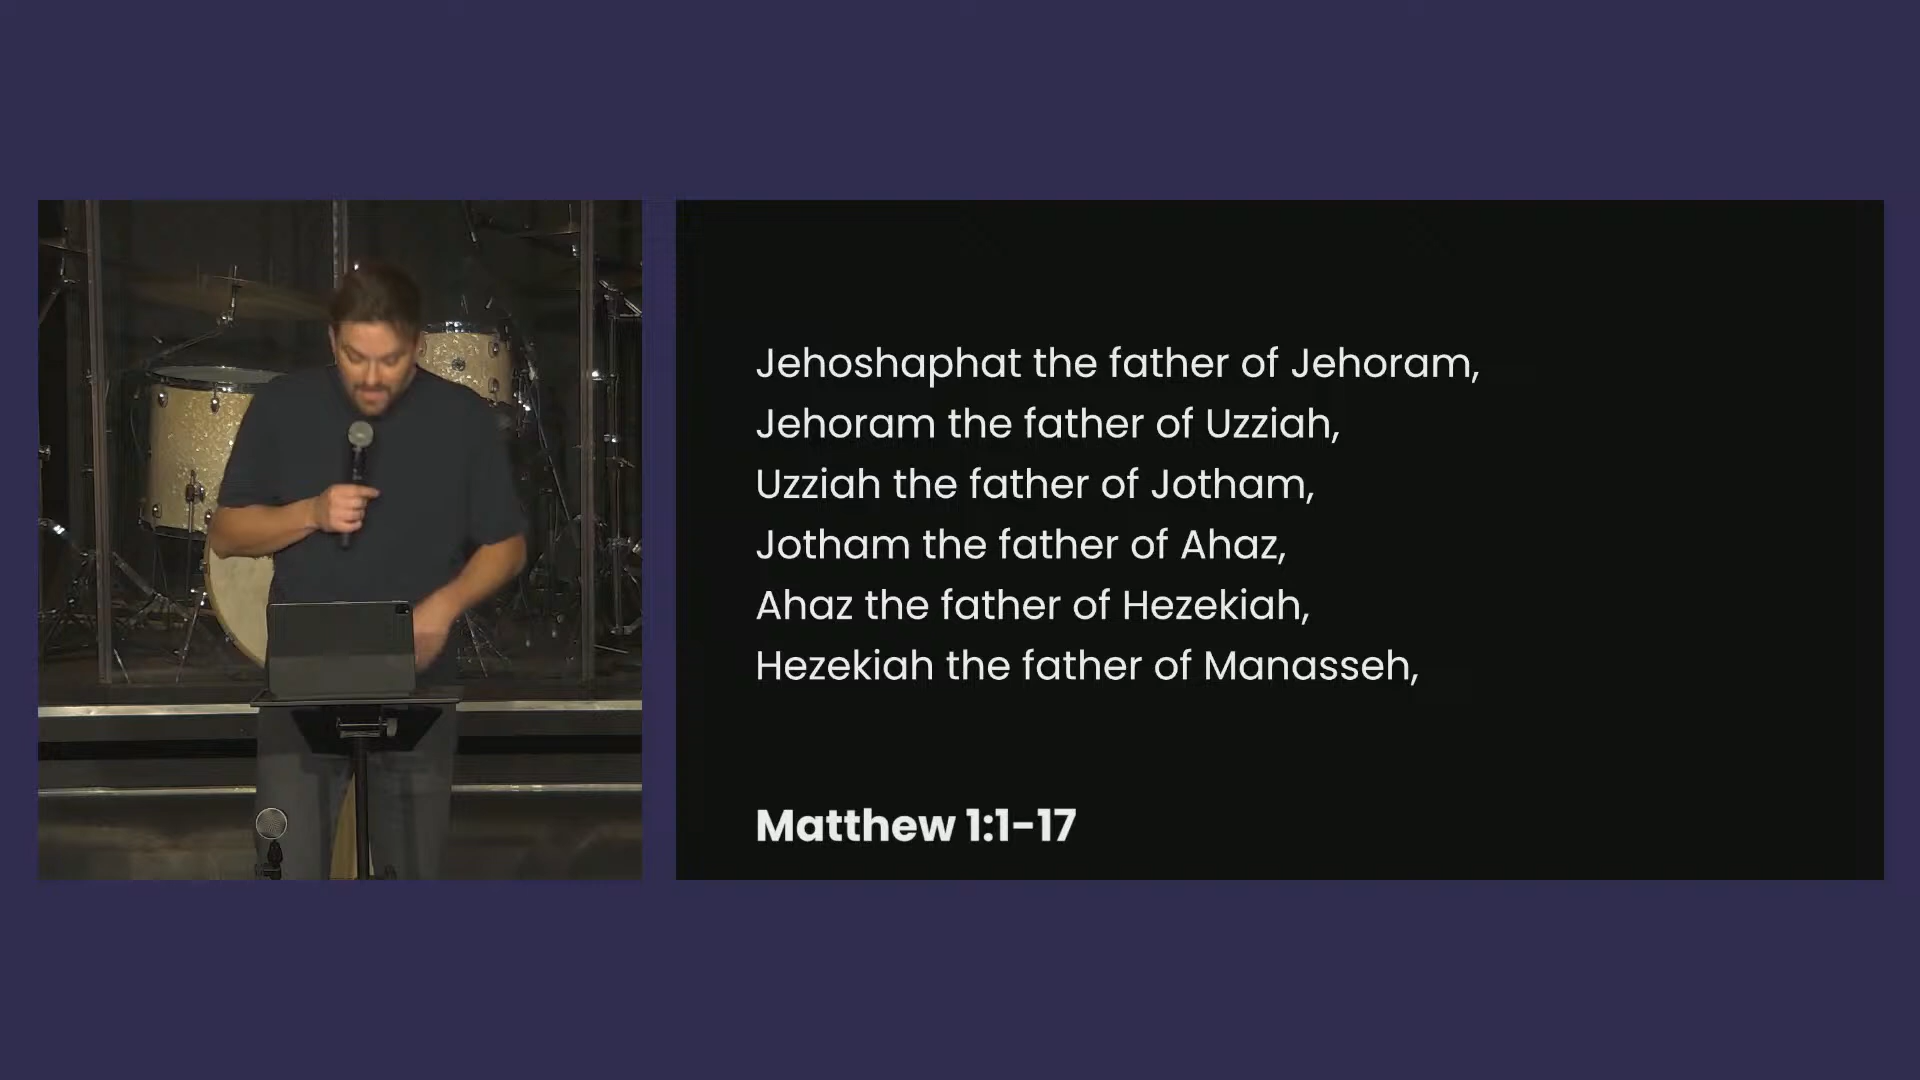 Jehoshaphat the father of Jehoram,
Jehoram the father of Uzziah,
Uzziah the father of Jotham,
Jotham the father of Ahaz,
Ahaz the father of Hezekiah,
Hezekiah the father of Manasseh,
Matthew 1:1-17